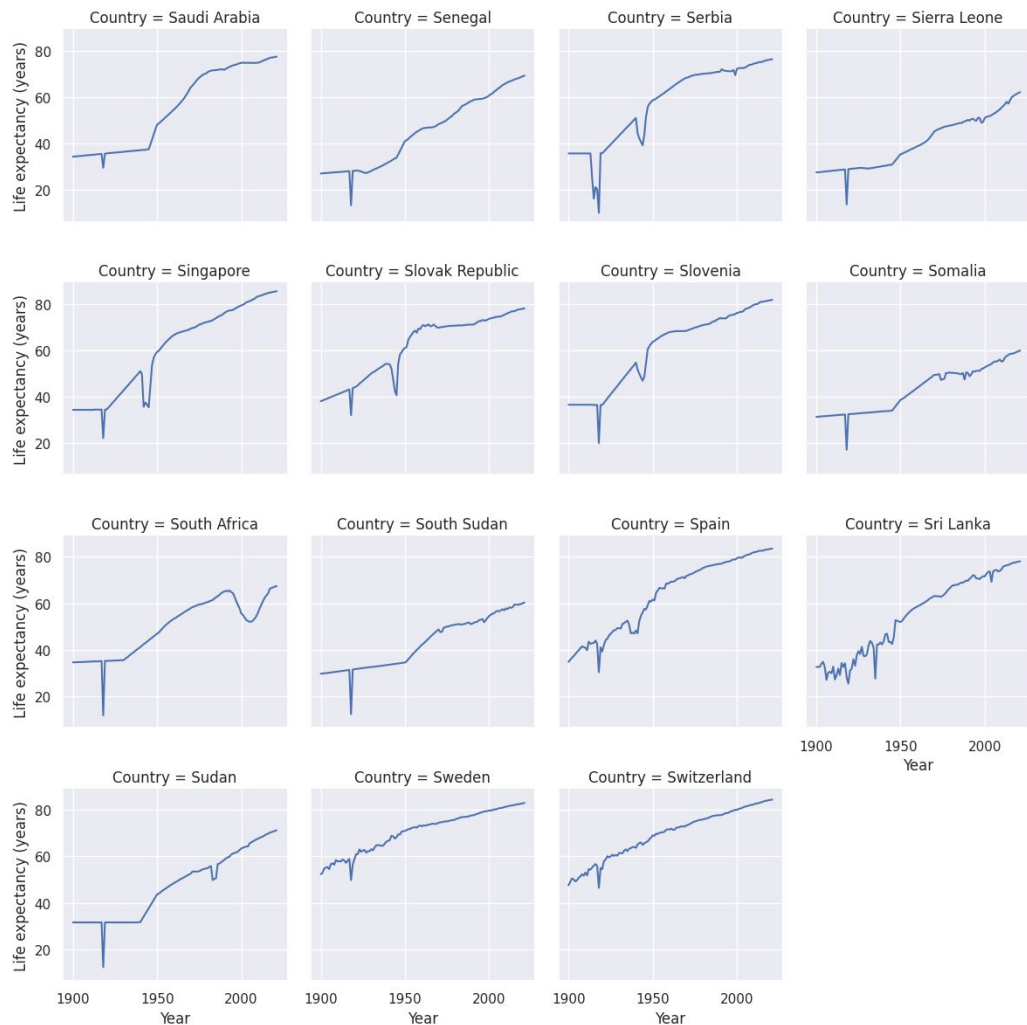 Country = Saudi Arabia
Country = Senegal
Country = Serbia
Country = Sierra Leone
Life expectancy (years)
80
60
40
20
Country = Singapore
Country = Slovak Republic
Country = Slovenia
Country = Somalia
Life expectancy (years)
80
60
40
20
Country = South Africa
Country = South Sudan
Country = Spain
Country = Sri Lanka
Life expectancy (years)
80
60
40
20
1900 1950 2000
Year
Country = Sudan
Country = Sweden
Country = Switzerland
Life expectancy (years)
80
60
40
20
1900 1950 2000
Year
1900 1950 2000
Year
1900 1950 2000
Year